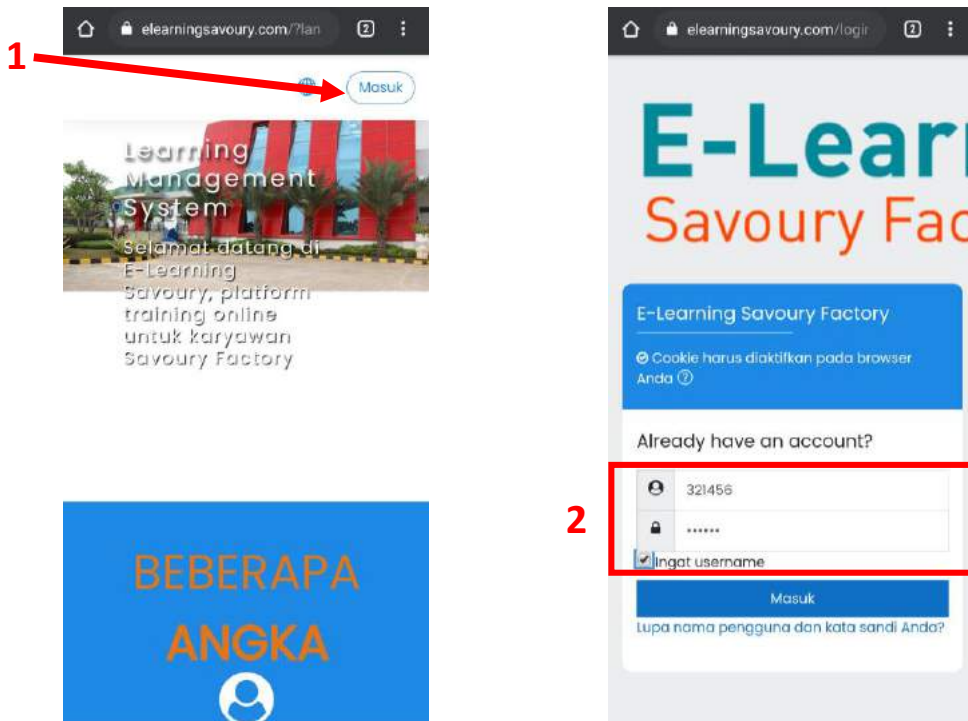 1
elearningsavoury.com/?lan
2
Masuk
Learning
Management
System
Selamat datang di
E-Learning
Savoury, platform
training online
untuk karyawan
Savoury Factory
BEBERAPA
ANGKA
elearningsavoury.com/login
2
E-Lear
Savoury Fac
E-Learning Savoury Factory
Cookie harus diaktifkan pada browser
Anda
Already have an account?
2
321456
••••••
Ingat username
Masuk
Lupa nama pengguna dan kata sandi Anda?